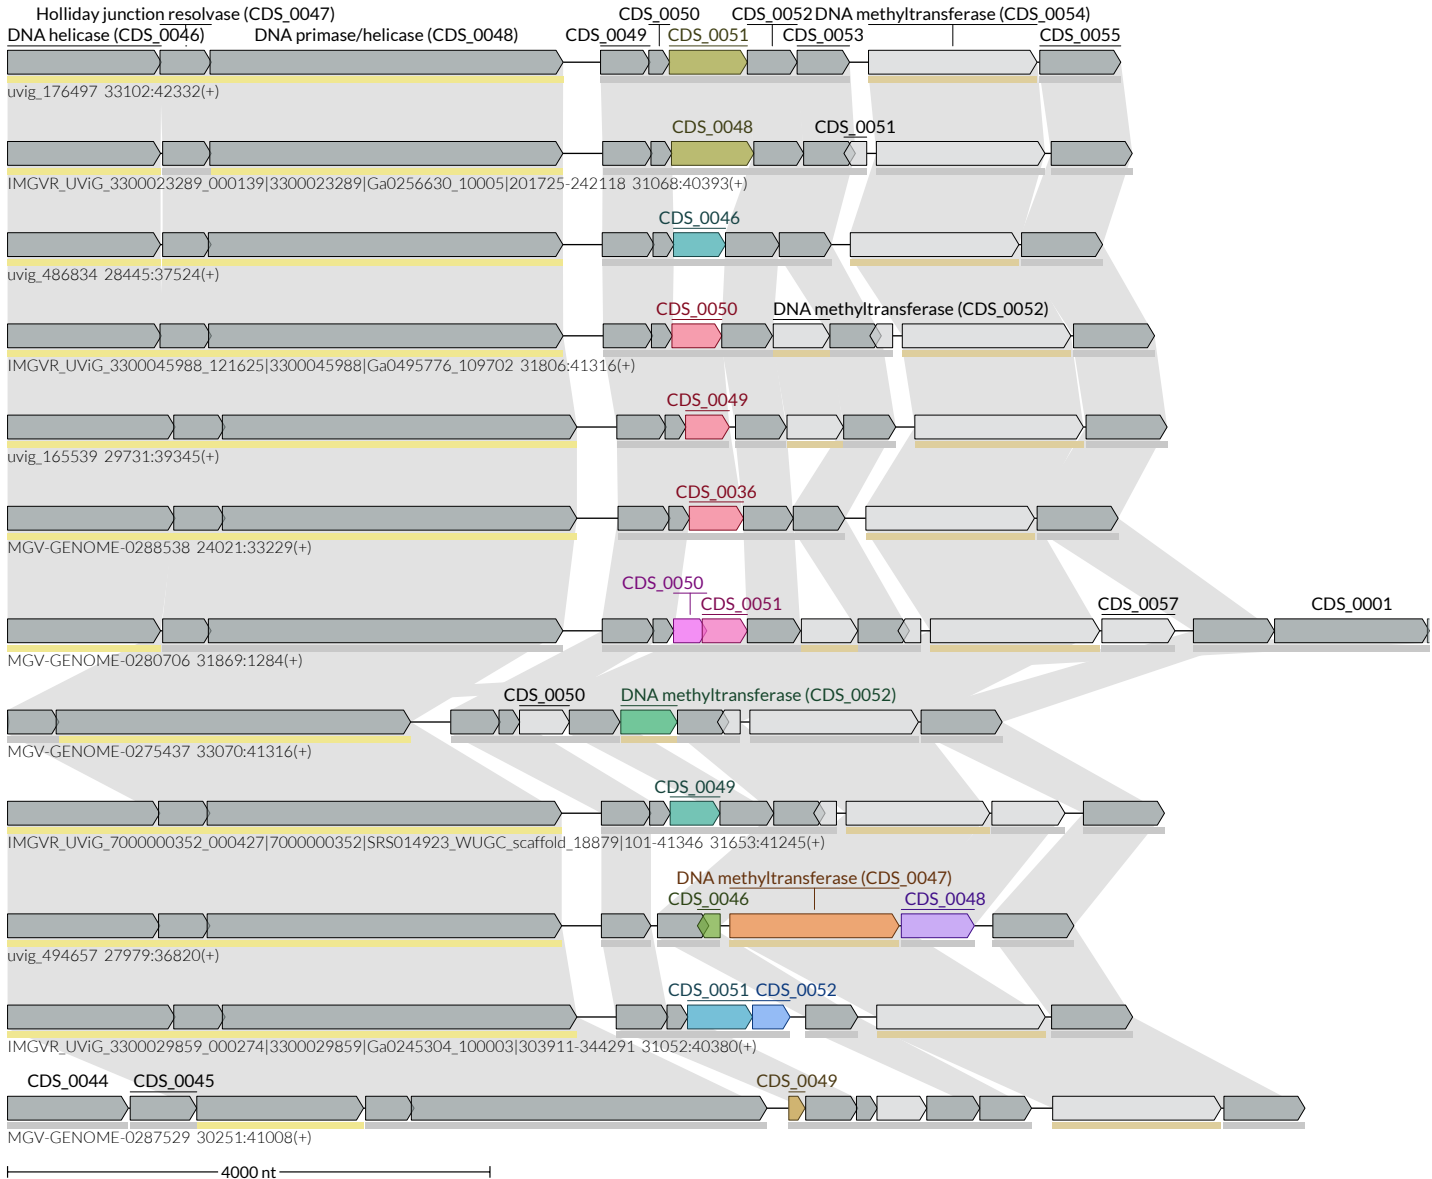 Holliday junction resolvase (CDS_0047) CDS_0050 CDS_0052 DNA methyltransferase (CDS_0054)
DNA helicase (CDS_0046) DNA primase/helicase (CDS_0048) CDS_0049 CDS_0051 CDS_0053 CDS_0055
uvig_176497 33102:42332(+)
CDS_0048 CDS_0051
IMGVR_UViG_3300023289_000139|3300023289|Ga0256630_10005|201725-242118 31068:40393(+)
CDS_0046
uvig_486834 28445:37524(+)
CDS_0050 DNA methyltransferase (CDS_0052)
IMGVR_UViG_3300045988_121625|3300045988|Ga0495776_109702 31806:41316(+)
CDS_0049
uvig_165539 29731:39345(+)
CDS_0036
MGV-GENOME-0288538 24021:33229(+)
CDS_0050
CDS_0051 CDS_0057 CDS_0001
MGV-GENOME-0280706 31869:1284(+)
CDS_0050 DNA methyltransferase (CDS_0052)
MGV-GENOME-0275437 33070:41316(+)
CDS_0049
IMGVR_UViG_7000000352_000427|7000000352|SRS014923_WUGC_scaffold_18879|101-41346 31653:41245(+)
DNA methyltransferase (CDS_0047)
CDS_0046 CDS_0048
uvig_494657 27979:36820(+)
CDS_0051 CDS_0052
IMGVR_UViG_3300029859_000274|3300029859|Ga0245304_100003|303911-344291 31052:40380(+)
CDS_0044 CDS_0045 CDS_0049
MGV-GENOME-0287529 30251:41008(+)
4000 nt